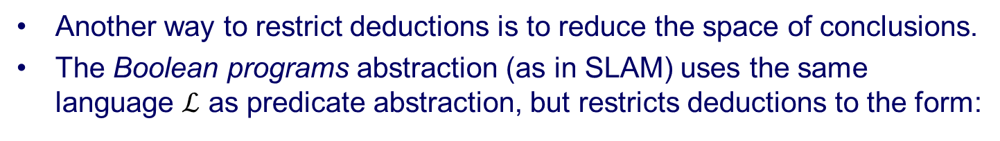 • Another way to restrict deductions is to reduce the space of conclusions.
• The Boolean programs abstraction (as in SLAM) uses the same
language ℒ as predicate abstraction, but restricts deductions to the form: